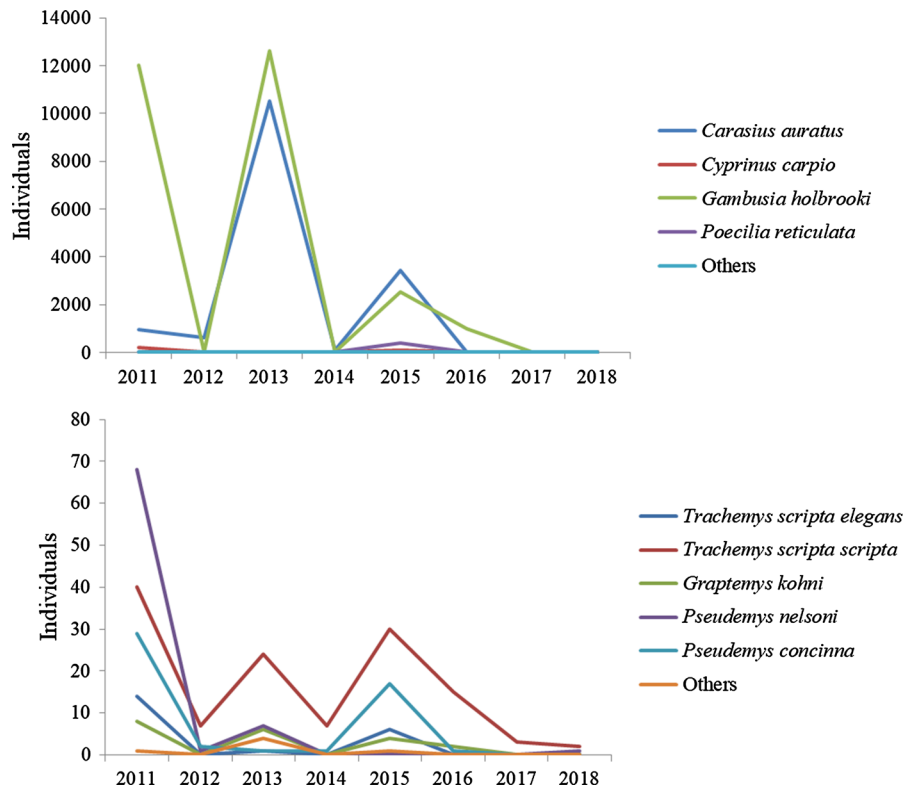 14000
12000
10000
8000
6000
4000
2000
0
Individuals
2011 2012 2013 2014 2015 2016 2017 2018
Carasius auratus
Cyprinus carpio
Gambusia holbrooki
Poecilia reticulata
Others
80
70
60
50
40
30
20
10
0
Individuals
2011 2012 2013 2014 2015 2016 2017 2018
Trachemys scripta elegans
Trachemys scripta scripta
Graptemys kohni
Pseudemys nelsoni
Pseudemys concinna
Others